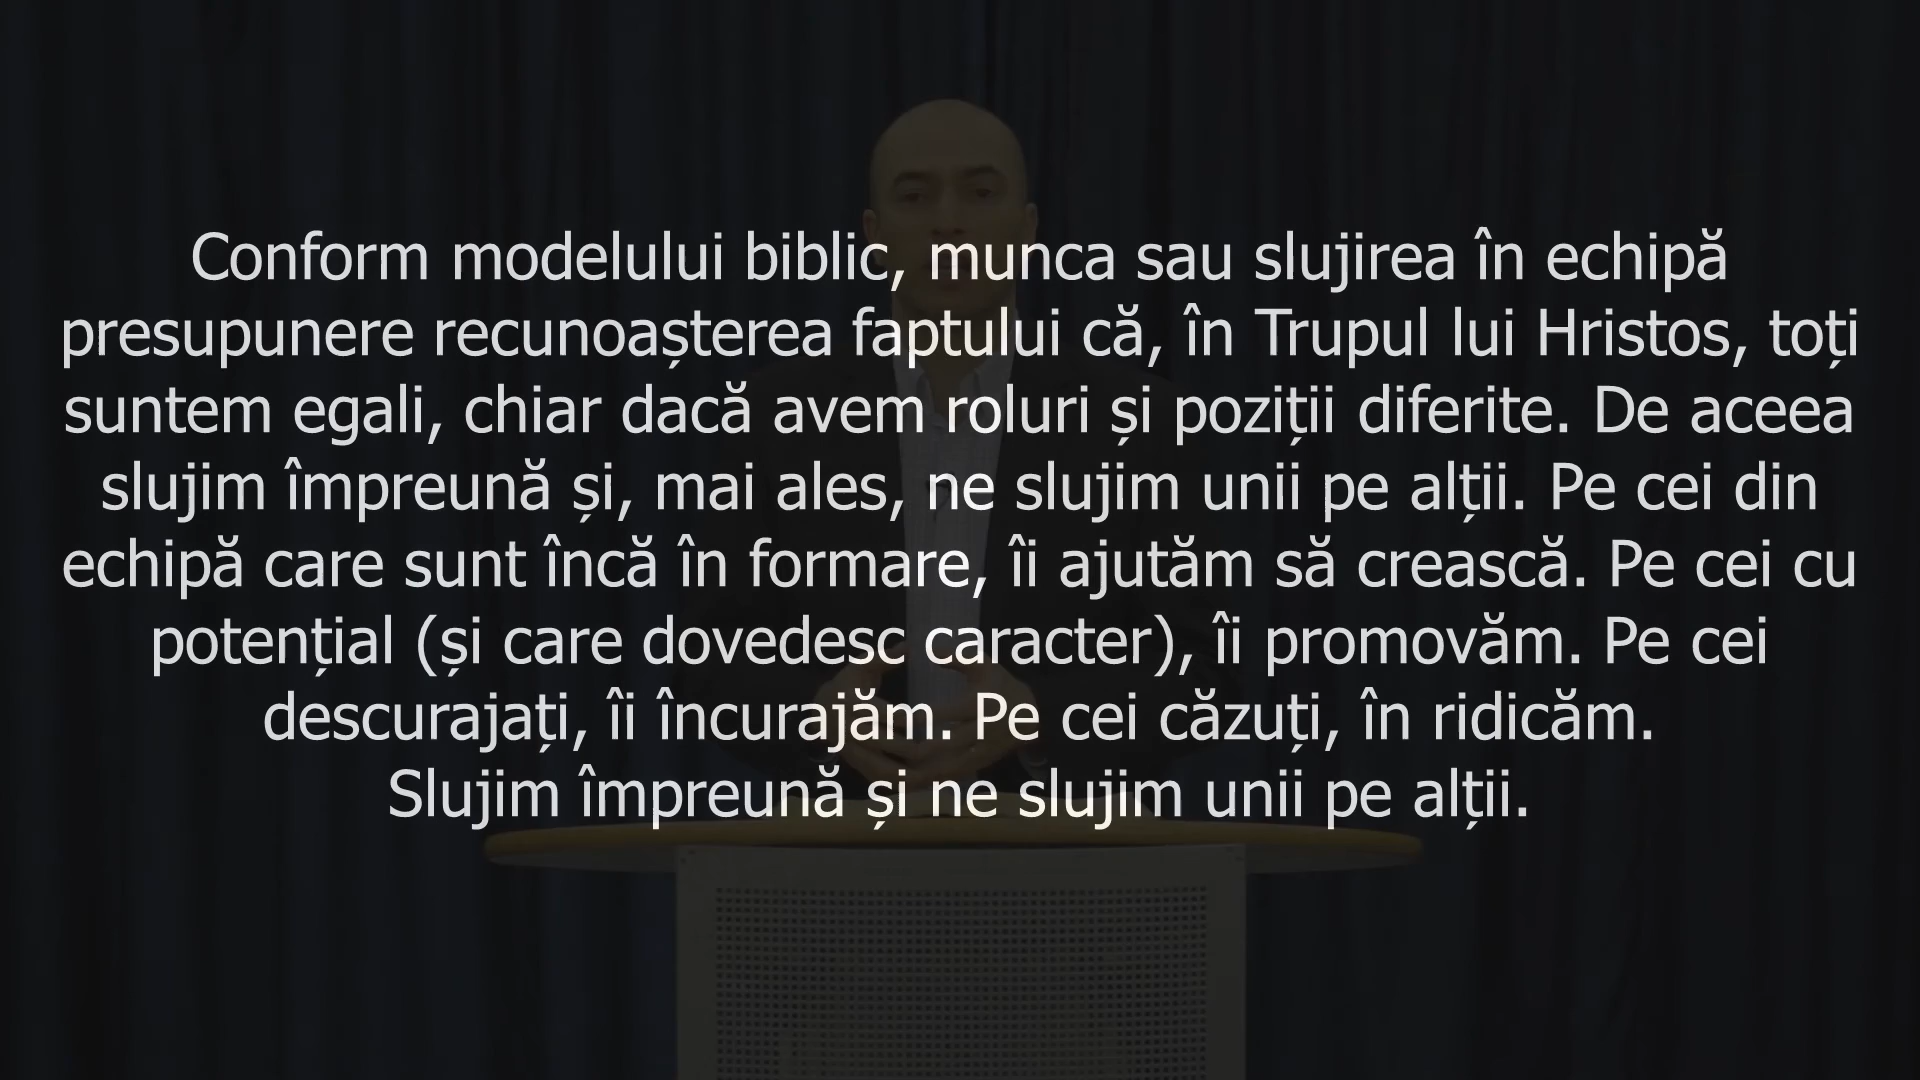 Conform modelului biblic, munca sau slujirea în echipă
presupunere recunoașterea faptului că, în Trupul lui Hristos, toți
suntem egali, chiar dacă avem roluri și poziții diferite. De aceea
slujim împreună și, mai ales, ne slujim unii pe alții. Pe cei din
echipă care sunt încă în formare, îi ajutăm să crească. Pe cei cu
potențial (și care dovedesc caracter), îi promovăm. Pe cei
descurajați, îi încurajăm. Pe cei căzuți, în ridicăm.
Slujim împreună și ne slujim unii pe alții.